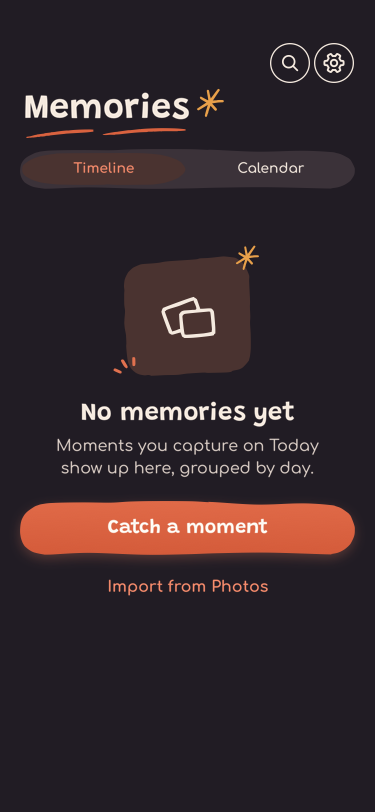 Memories
Timeline
Calendar
No memories yet
Moments you capture on Today
show up here, grouped by day.
Catch a moment
Import from Photos